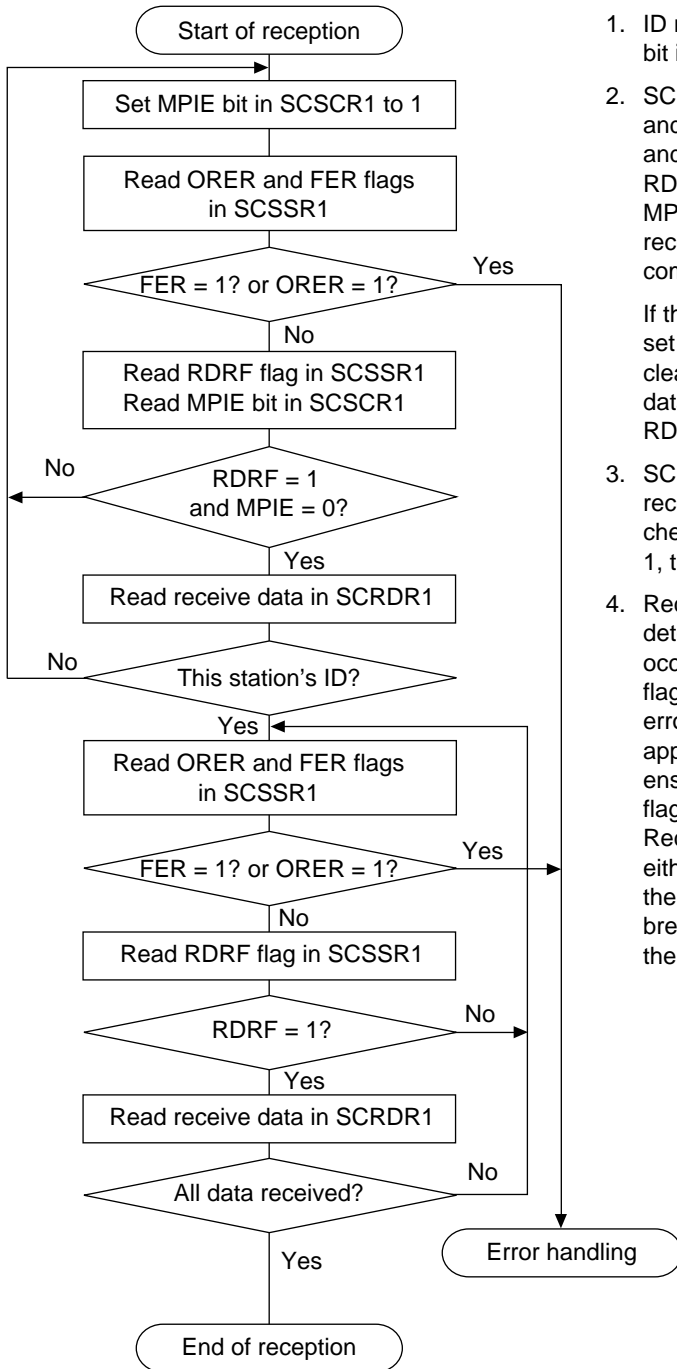 Start of reception
Set MPIE bit in SCSCR1 to 1
Read ORER and FER flags
in SCSSR1
FER = 1? or ORER = 1?
Yes
No
Read RDRF flag in SCSSR1
Read MPIE bit in SCSCR1
No
RDRF = 1
and MPIE = 0?
Yes
Read receive data in SCRDR1
No
This station's ID?
Yes
Read ORER and FER flags
in SCSSR1
FER = 1? or ORER = 1?
Yes
No
Read RDRF flag in SCSSR1
RDRF = 1?
No
Yes
Read receive data in SCRDR1
All data received?
No
Yes
Error handling
End of reception
1. ID
bit
2. SC
and
and
RD
MP
rec
con
If th
set
clea
dat
RD
3. SC
rec
che
1, t
4. Rec
det
occ
flag
erro
app
ens
flag
Rec
eith
the
bre
the